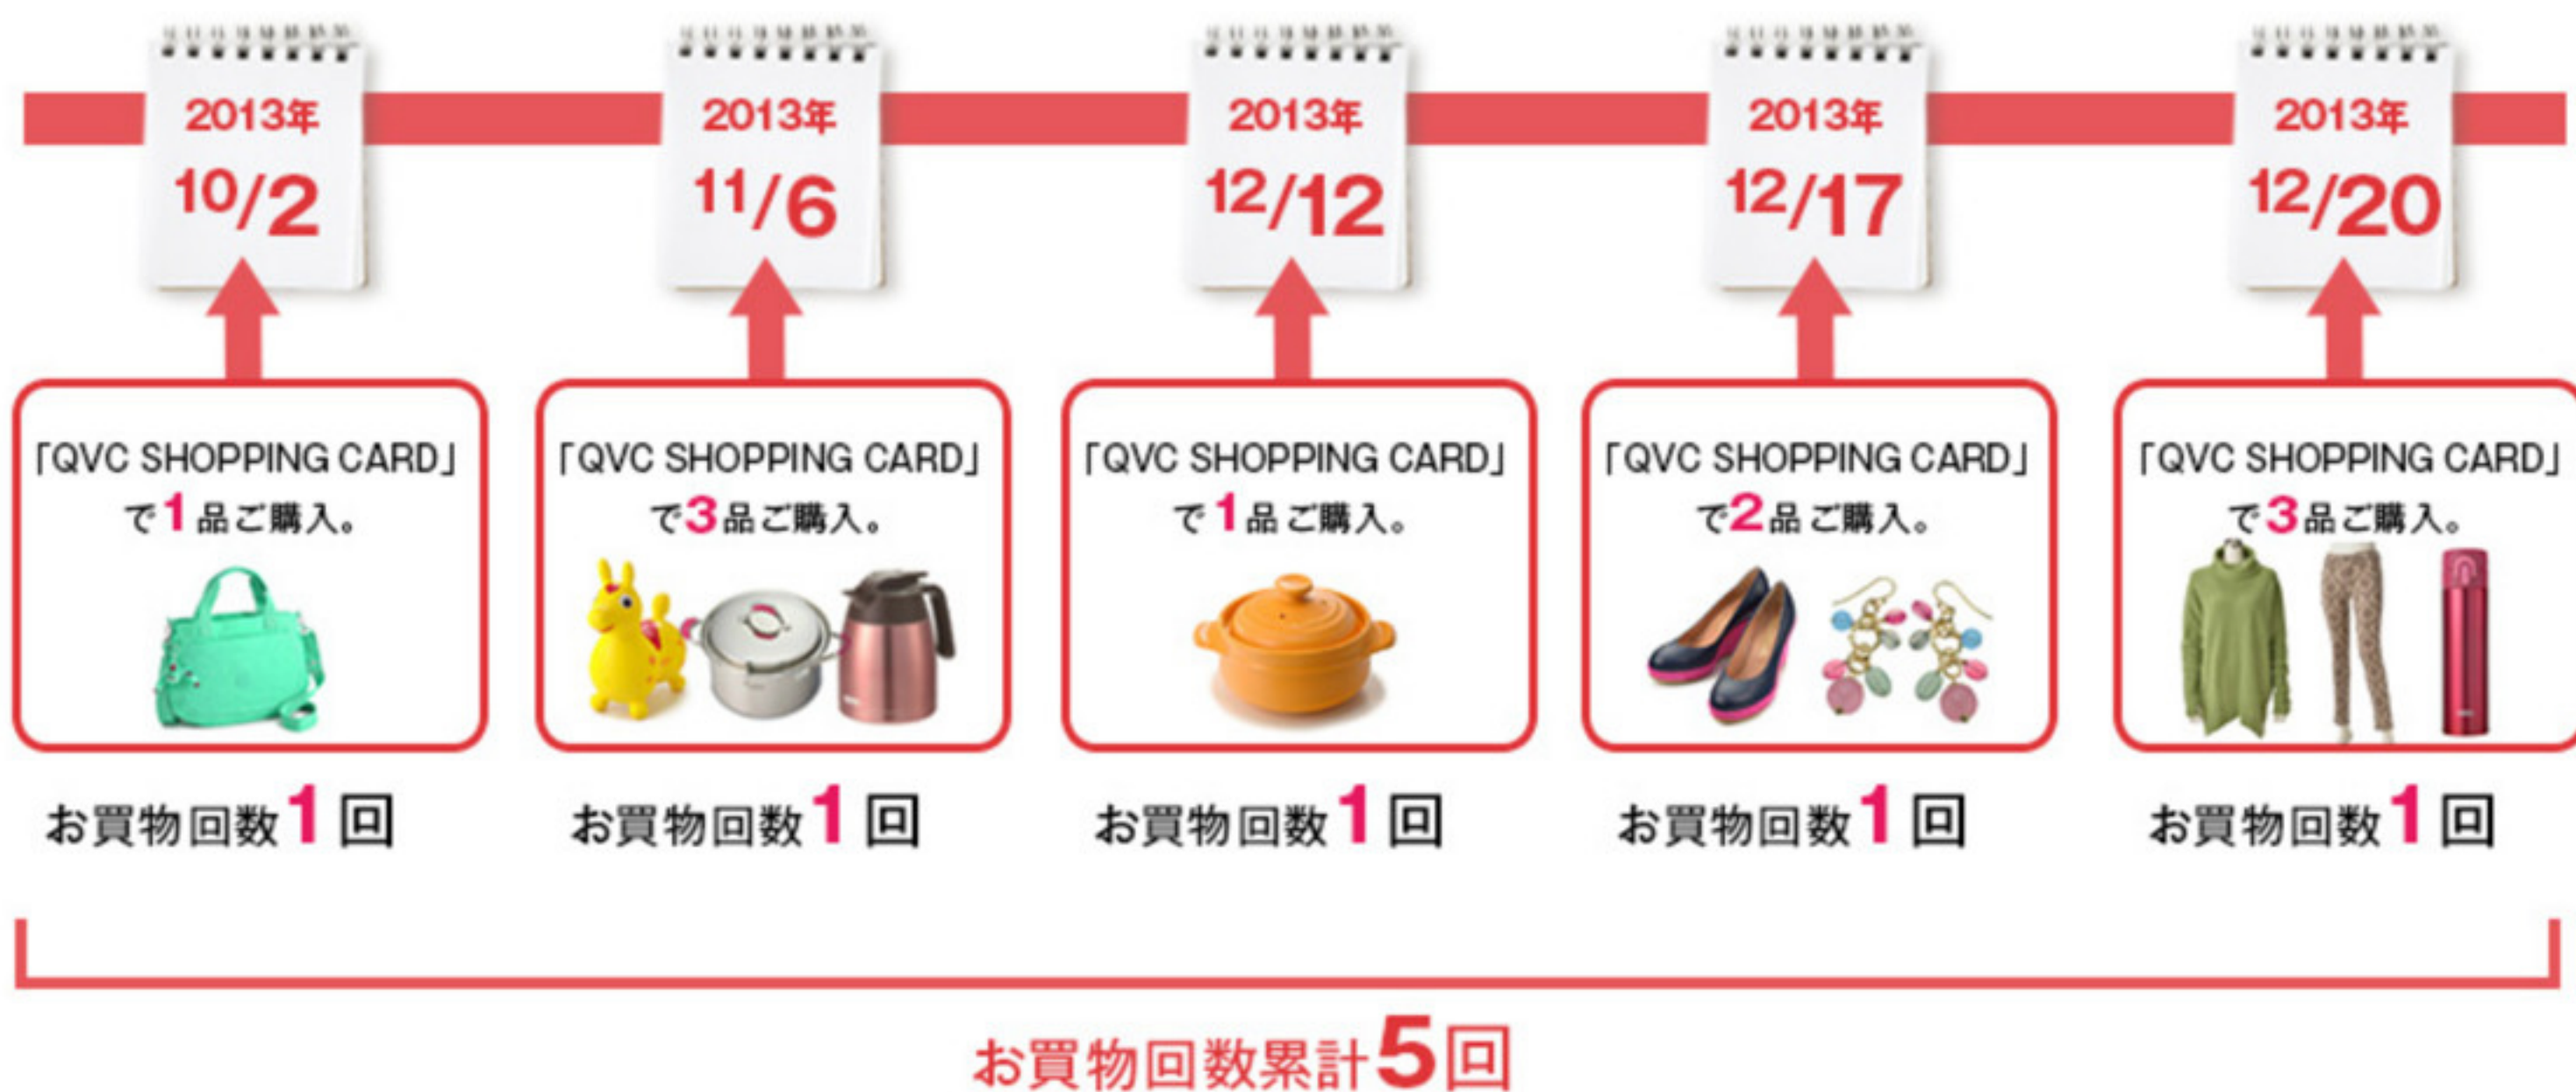 2013年
10/2
2013年
11/6
2013年
12/12
2013年
12/17
2013年
12/20
「QVC SHOPPING CARD」
で1品ご購入。
お買物回数1回
「QVC SHOPPING CARD」
で3品ご購入。
お買物回数1回
「QVC SHOPPING CARD」
で1品ご購入。
お買物回数1回
「QVC SHOPPING CARD」
で2品ご購入。
お買物回数1回
「QVC SHOPPING CARD」
で3品ご購入。
お買物回数1回
お買物回数累計5回